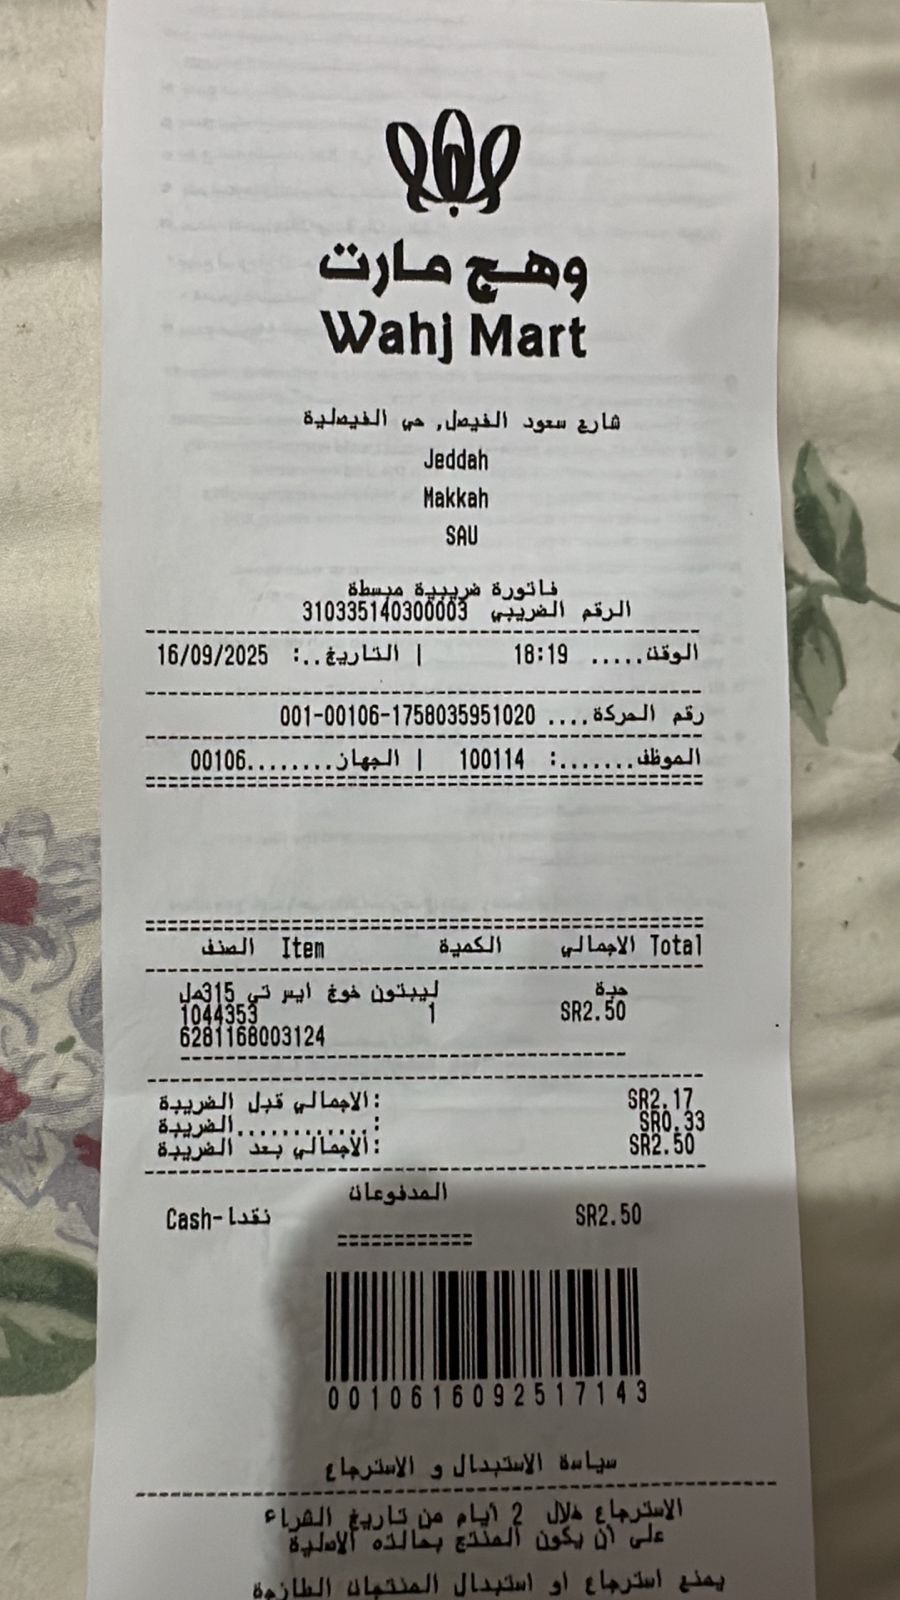 وهج مارت
Wahj Mart
شارع سعود الفيصل, حي الفيصلية
Jeddah
Makkah
SAU
فاتورة ضريبية مبسطة
الرقم الضريبي 310335140300003
الوقت..... 18:19 | التاريخ..: 16/09/2025
رقم الحركة.... 001-00106-1758035951020
الموظف.......: 100114 | الجهاز........00106
الصنف Item الكمية الاجمالي Total
ليبتون خوخ ايس تي 315مل حبة
1044353 1 SR2.50
6281168003124
الاجمالي قبل الضريبة: SR2.17
الضريبة............: SR0.33
الاجمالي بعد الضريبة: SR2.50
المدفوعات
نقدا-Cash SR2.50
============
0010616092517143
سياسة الاستبدال و الاسترجاع
الاسترجاع خلال 2 أيام من تاريخ الشراء
على أن يكون المنتج بحالته الاصلية
يمنع استرجاع او استبدال المنتجات الطازجة